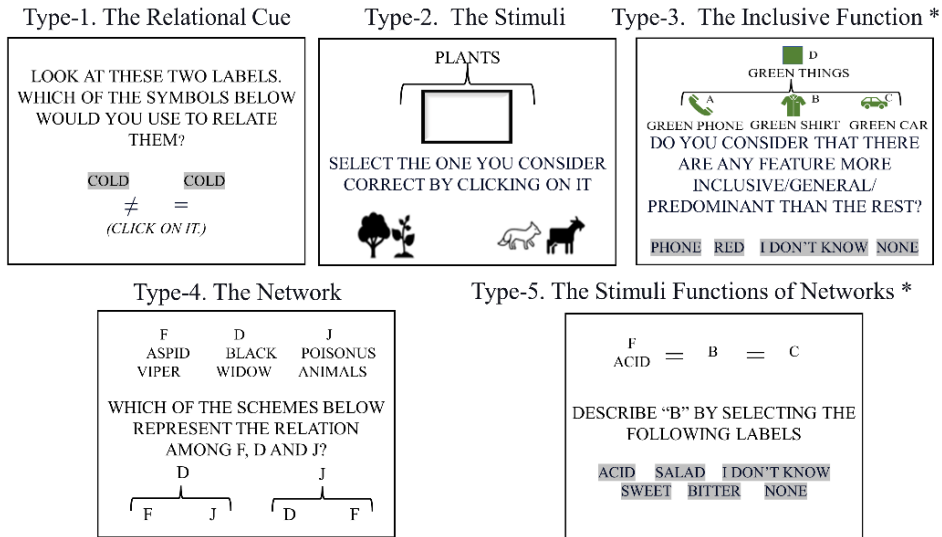 Type-1. The Relational Cue
LOOK AT THESE TWO LABELS.
WHICH OF THE SYMBOLS BELOW
WOULD YOU USE TO RELATE
THEM?
COLD COLD
≠ =
(CLICK ON IT.)
Type-2. The Stimuli
PLANTS
SELECT THE ONE YOU CONSIDER
CORRECT BY CLICKING ON IT
Type-3. The Inclusive Function *
D
GREEN THINGS
A B C
GREEN PHONE GREEN SHIRT GREEN CAR
DO YOU CONSIDER THAT THERE
ARE ANY FEATURE MORE
INCLUSIVE/GENERAL/
PREDOMINANT THAN THE REST?
PHONE RED I DON'T KNOW NONE
Type-4. The Network
F D J
ASPID BLACK POISONUS
VIPER WIDOW ANIMALS
WHICH OF THE SCHEMES BELOW
REPRESENT THE RELATION
AMONG F, D AND J?
D J
F J D F
Type-5. The Stimuli Functions of Networks *
F
ACID = B = C
DESCRIBE “B” BY SELECTING THE
FOLLOWING LABELS
ACID SALAD I DON'T KNOW
SWEET BITTER NONE